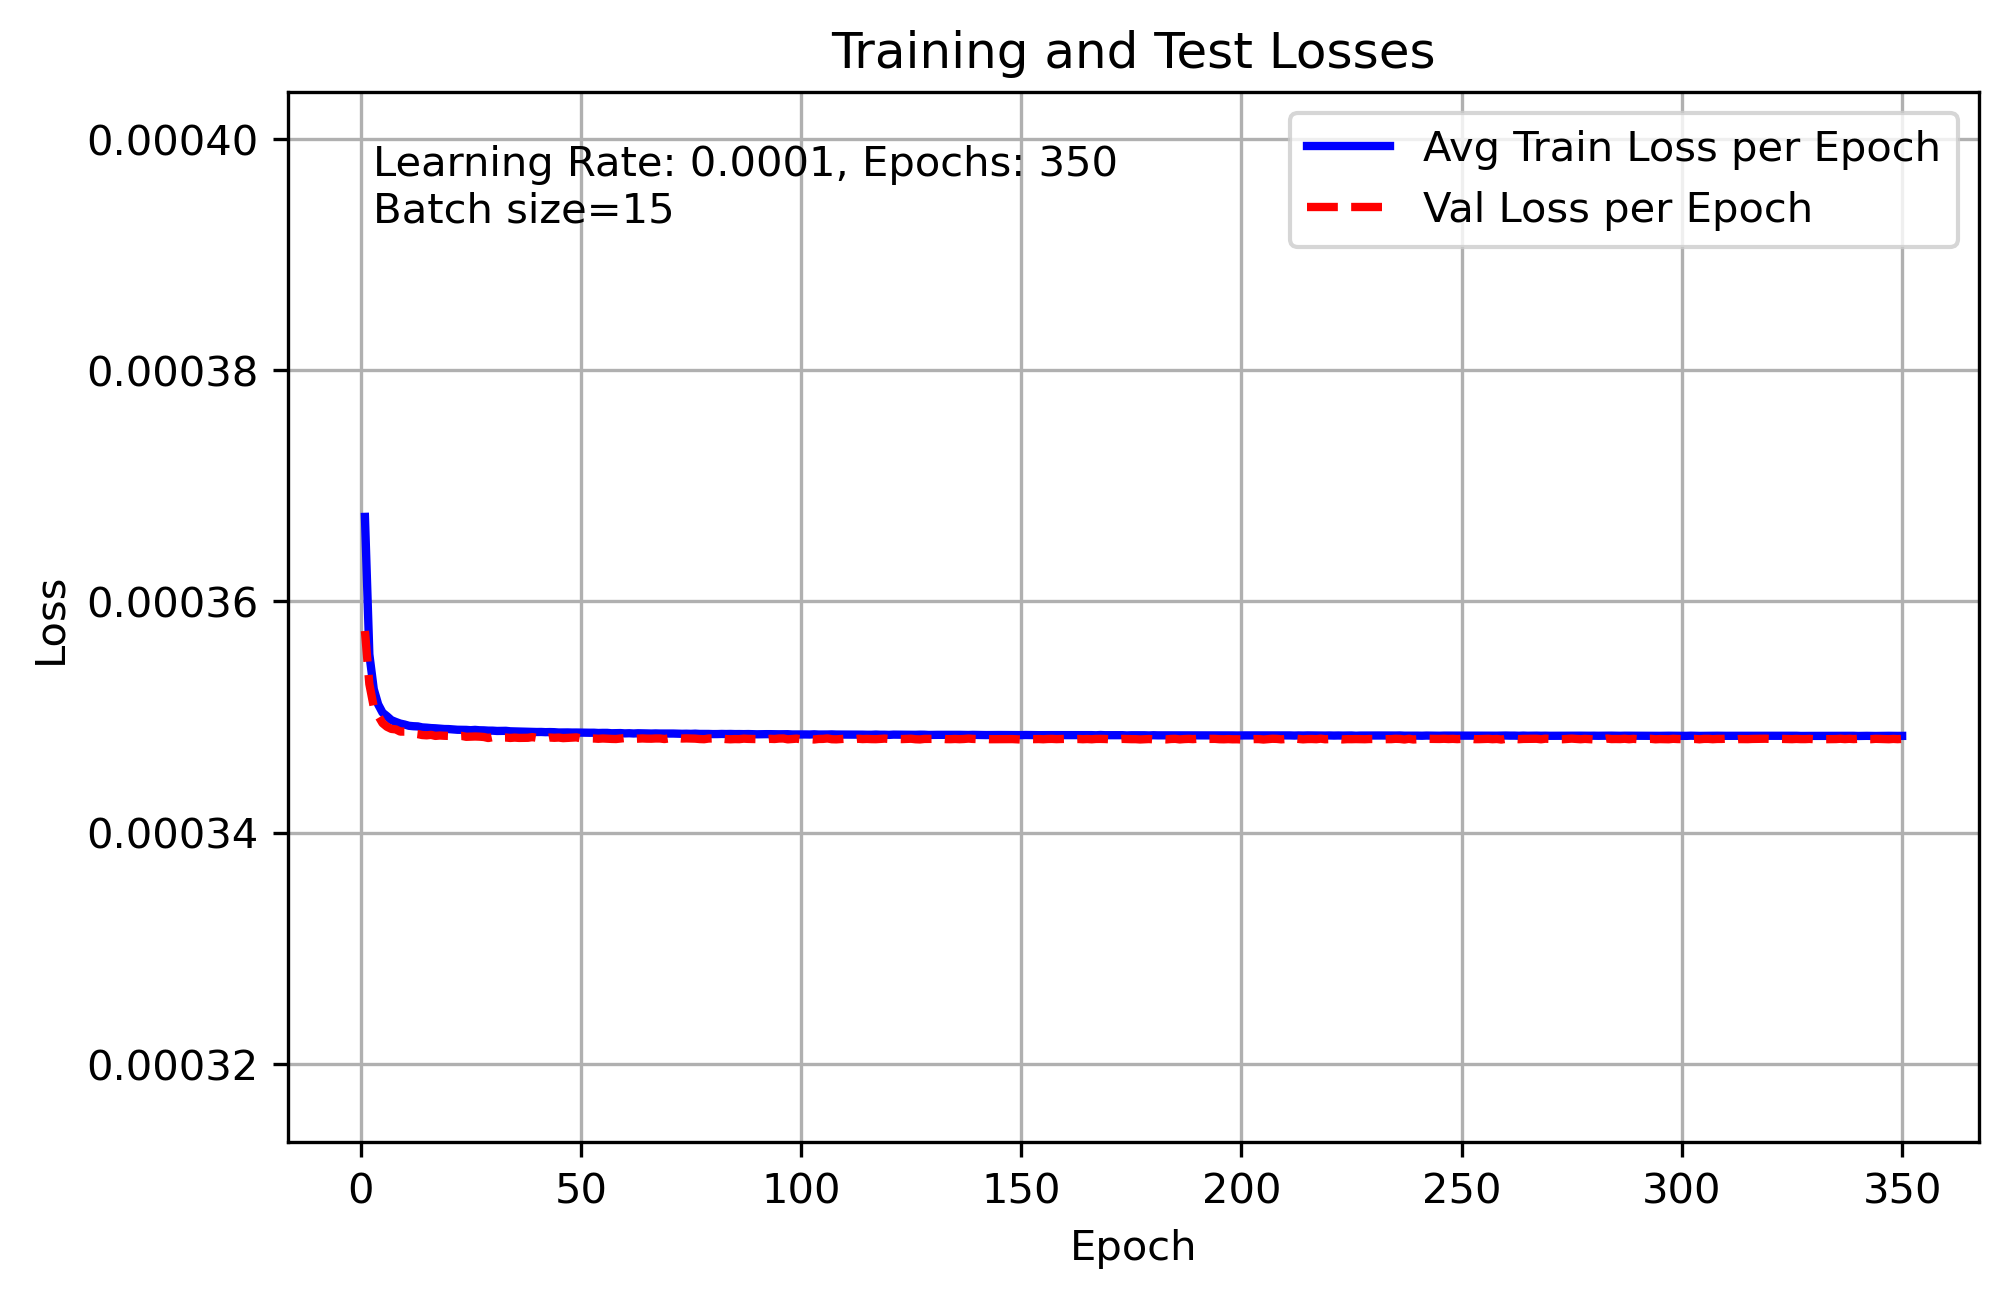 Training and Test Losses
Learning Rate: 0.0001, Epochs: 350
Batch size=15
Avg Train Loss per Epoch
Val Loss per Epoch
0.00040
0.00038
0.00036
0.00034
0.00032
Loss
0 50 100 150 200 250 300 350
Epoch